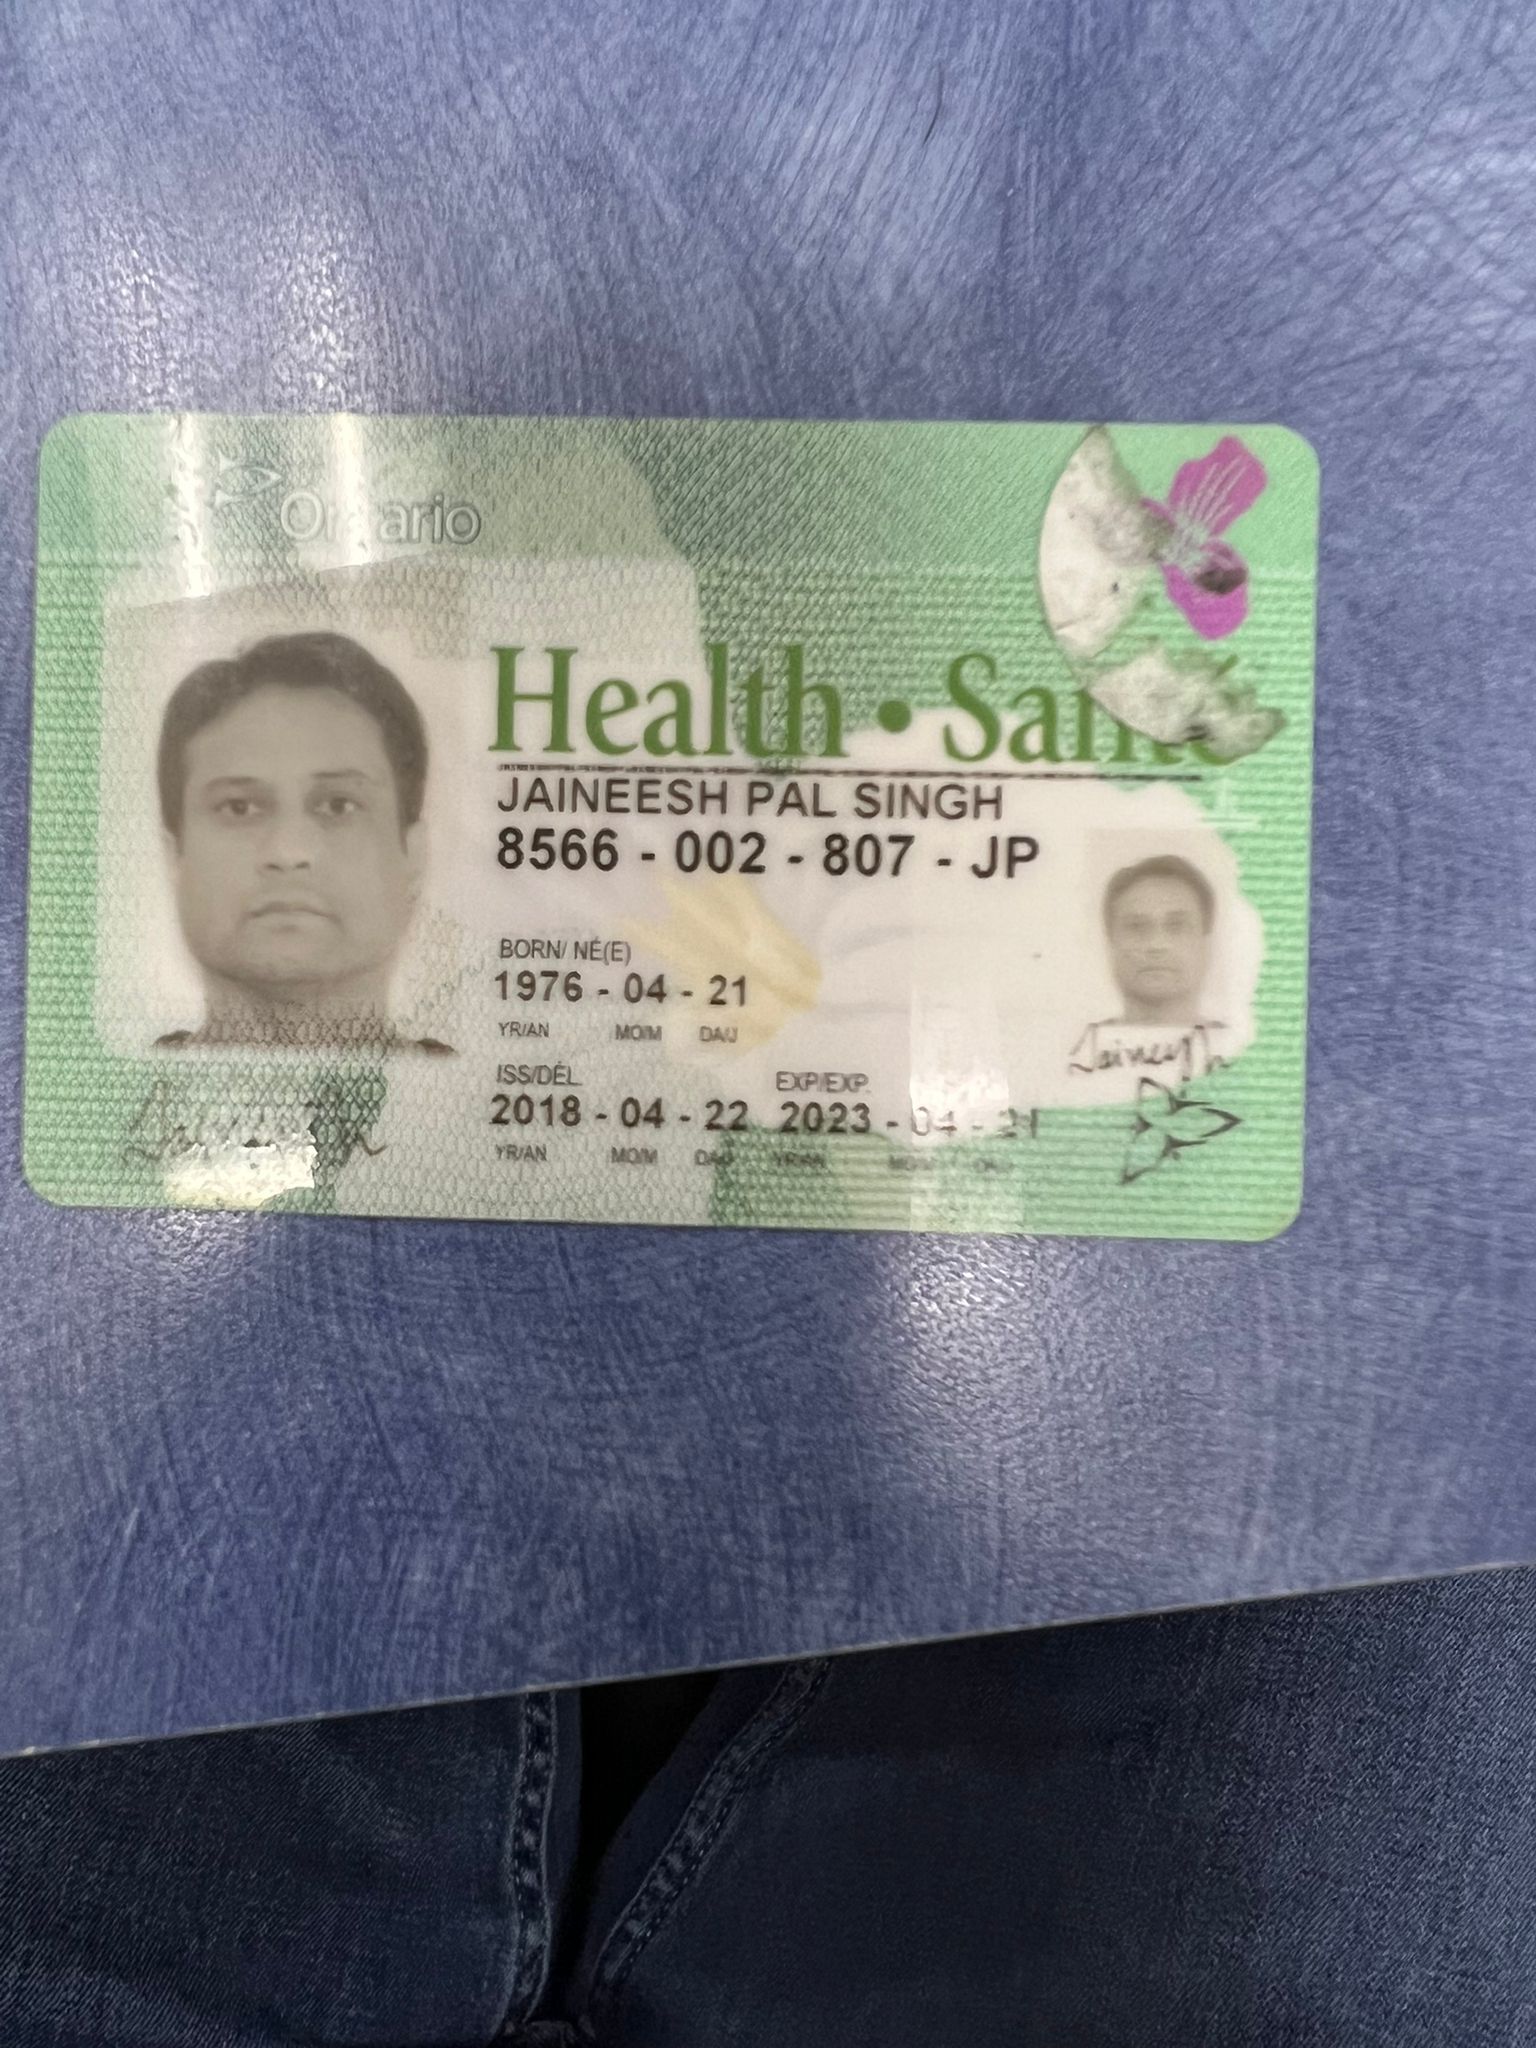 Ontario
Health • Santé
JAINEESH PAL SINGH
8566 - 002 - 807 - JP
BORN/ NÉ(E)
1976 - 04 - 21
YR/AN MO/M DA/J
ISS/DÉL. EXP/EXP.
2018 - 04 - 22 2023 - 04 - 21
YR/AN MO/M DA/J YR/AN MO/M DA/J
Jaineesh